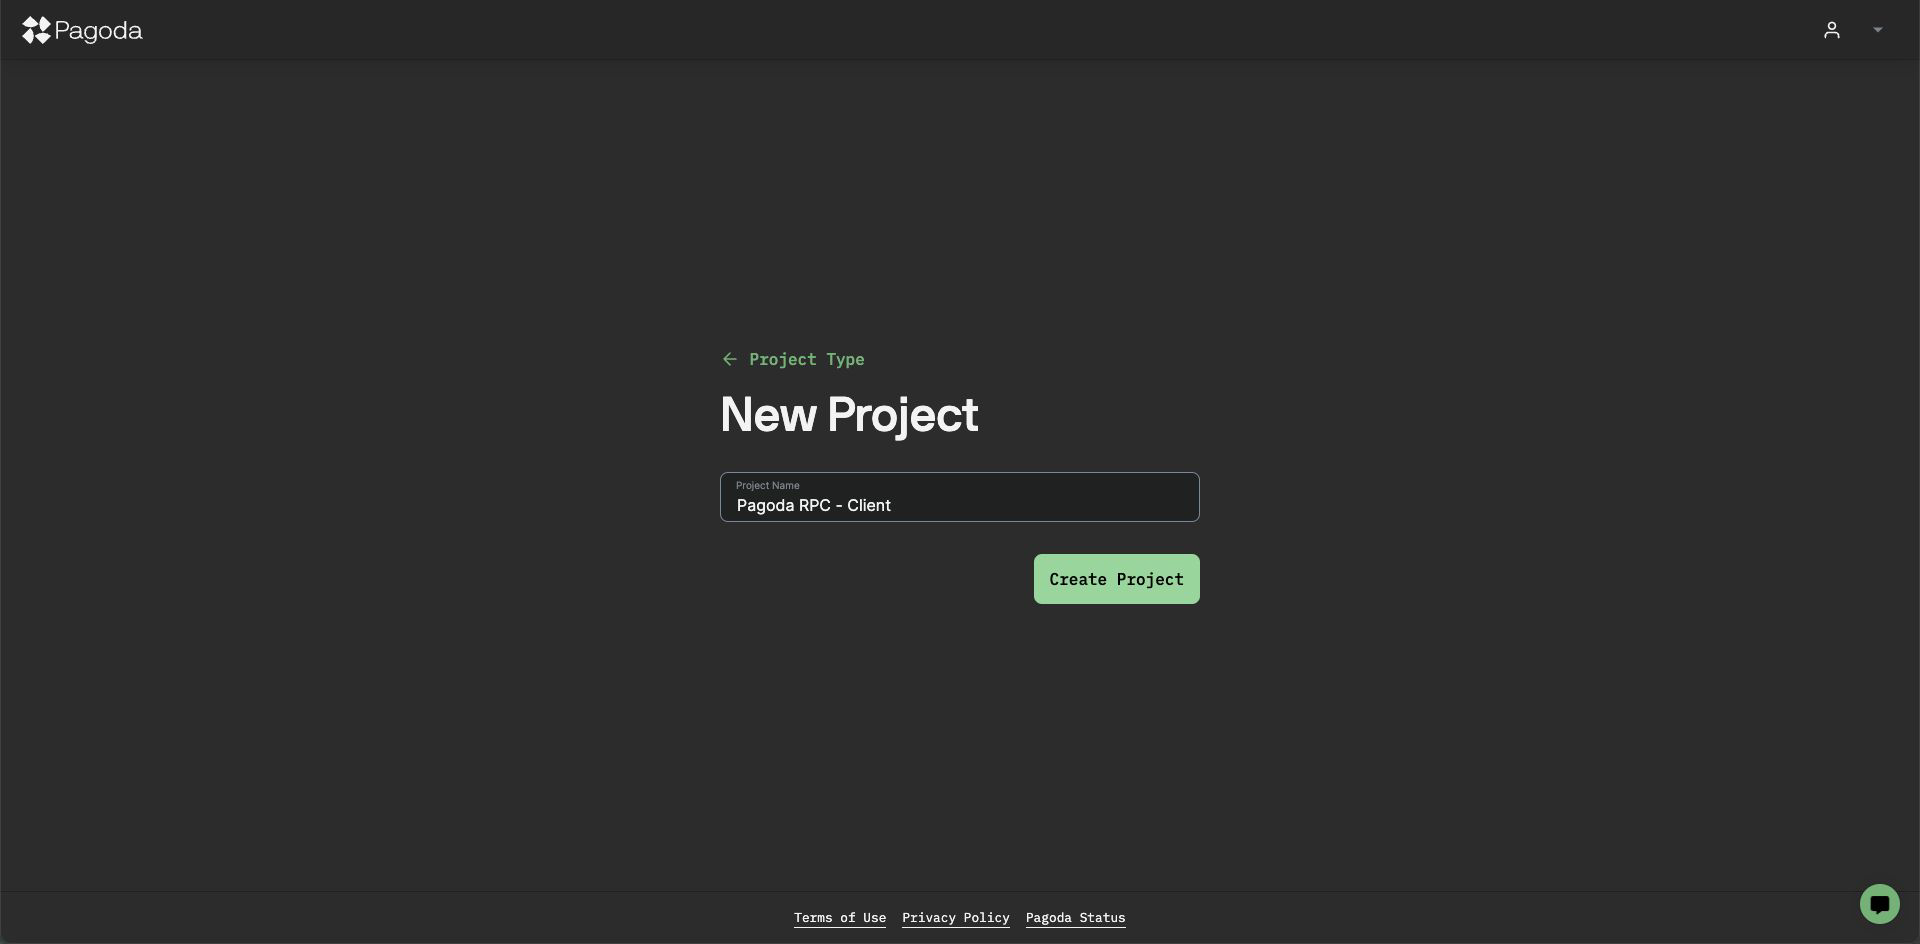 Pagoda
Project Type
New Project
Project Name
Pagoda RPC - Client
Create Project
Terms of Use Privacy Policy Pagoda Status